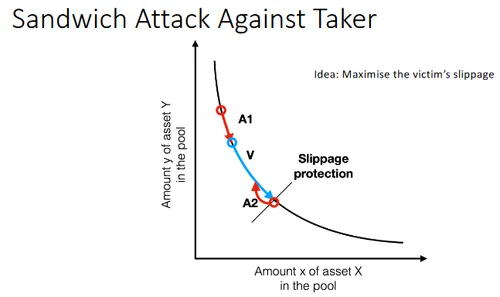 Sandwich Attack Against Taker
Idea: Maximise the victim's slippage
Amount y of asset Y
in the pool
A1
V
Slippage
protection
A2
Amount x of asset X
in the pool